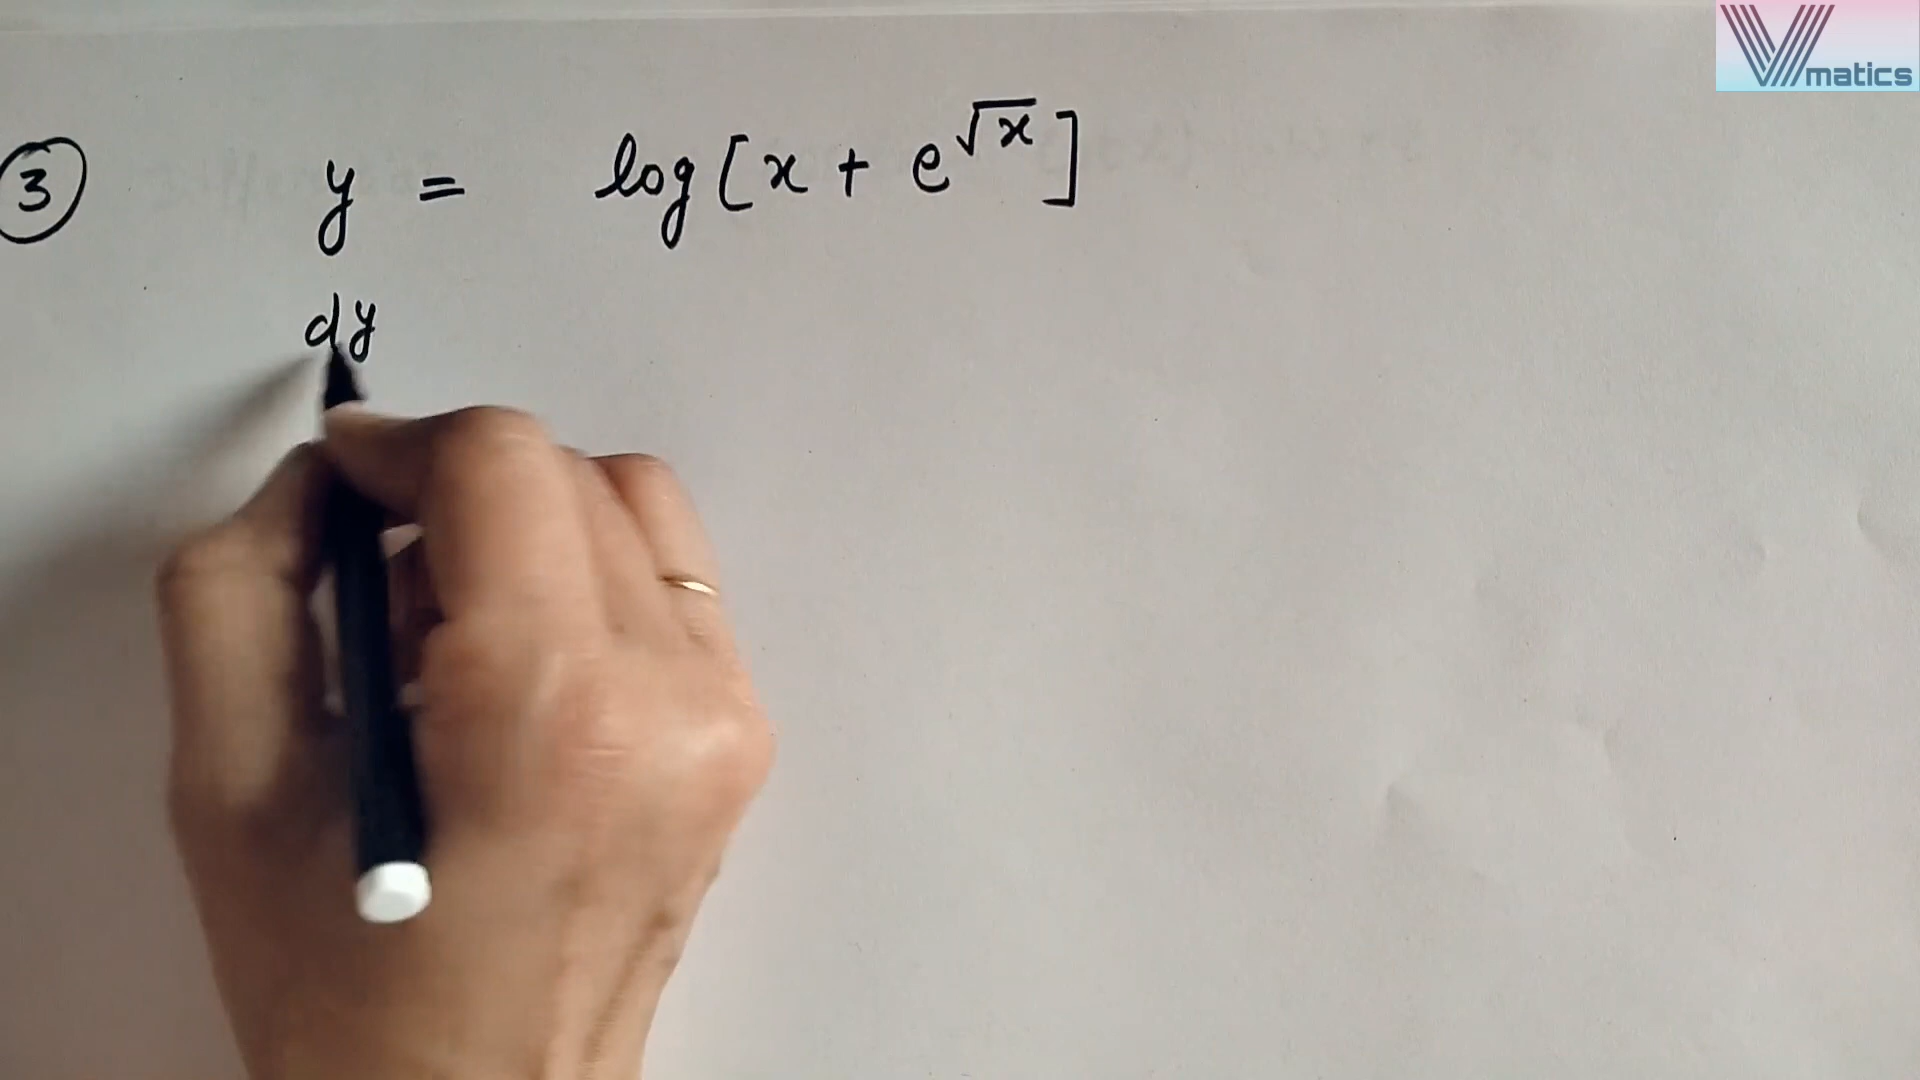 Vmatics
③ y = log[x + e^√x]
dy